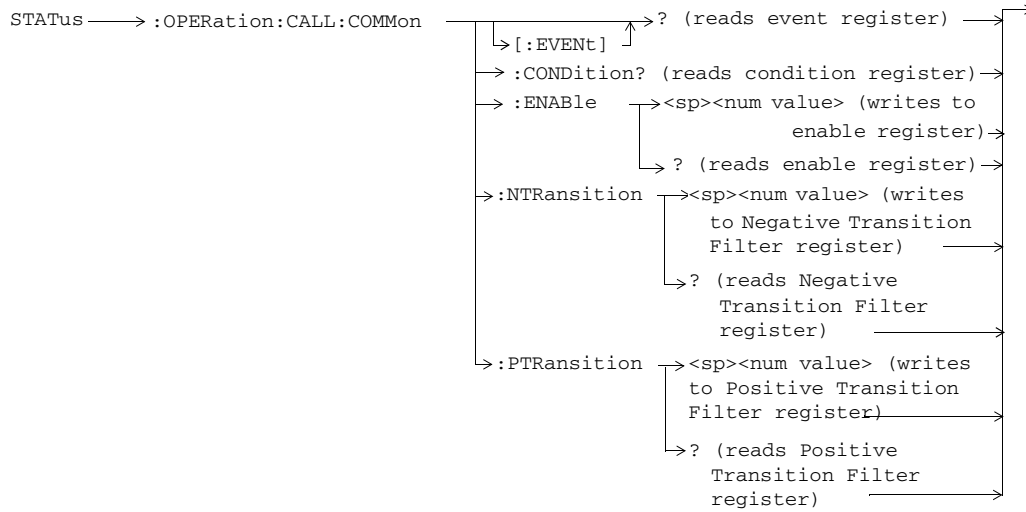 STATus :OPERation:CALL:COMMon ? (reads event register)
[:EVENt]
:CONDition? (reads condition register)
:ENABle <sp><num value> (writes to
enable register)
? (reads enable register)
:NTRansition <sp><num value> (writes
to Negative Transition
Filter register)
? (reads Negative
Transition Filter
register)
:PTRansition <sp><num value> (writes
to Positive Transition
Filter register)
? (reads Positive
Transition Filter
register)